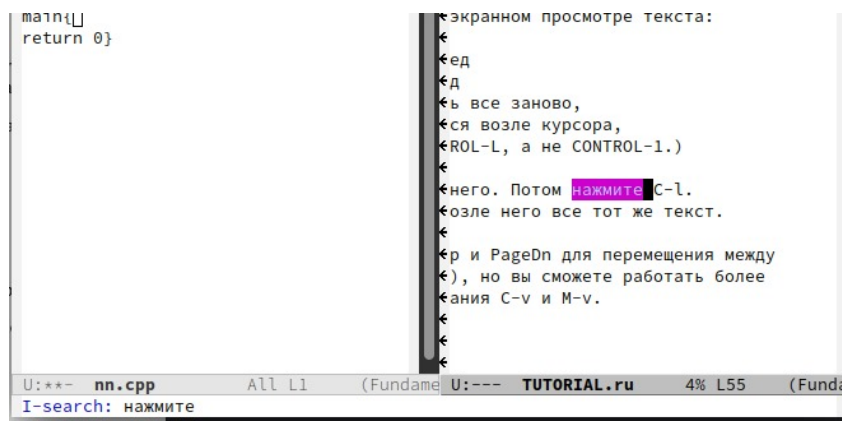 main{
return 0}
экранном просмотре текста:
ед
д
ь все заново,
ся возле курсора,
ROL-L, а не CONTROL-1.)
него. Потом нажмите C-l.
озле него все тот же текст.
p и PageDn для перемещения между
), но вы сможете работать более
ания C-v и M-v.
U:**- nn.cpp All L1 (Fundame
U:--- TUTORIAL.ru 4% L55 (Funda
I-search: нажмите